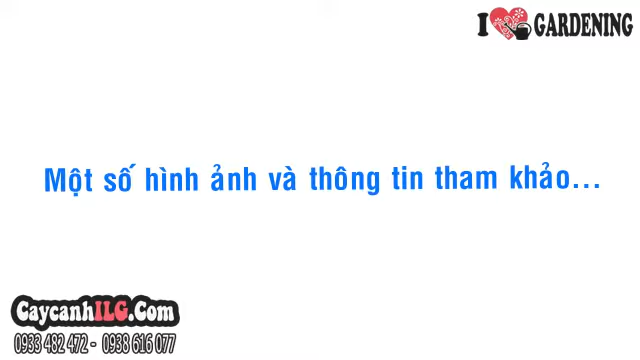 I GARDENING
Một số hình ảnh và thông tin tham khảo...
CaycanhILG.Com
0933 482 472 - 0938 616 077